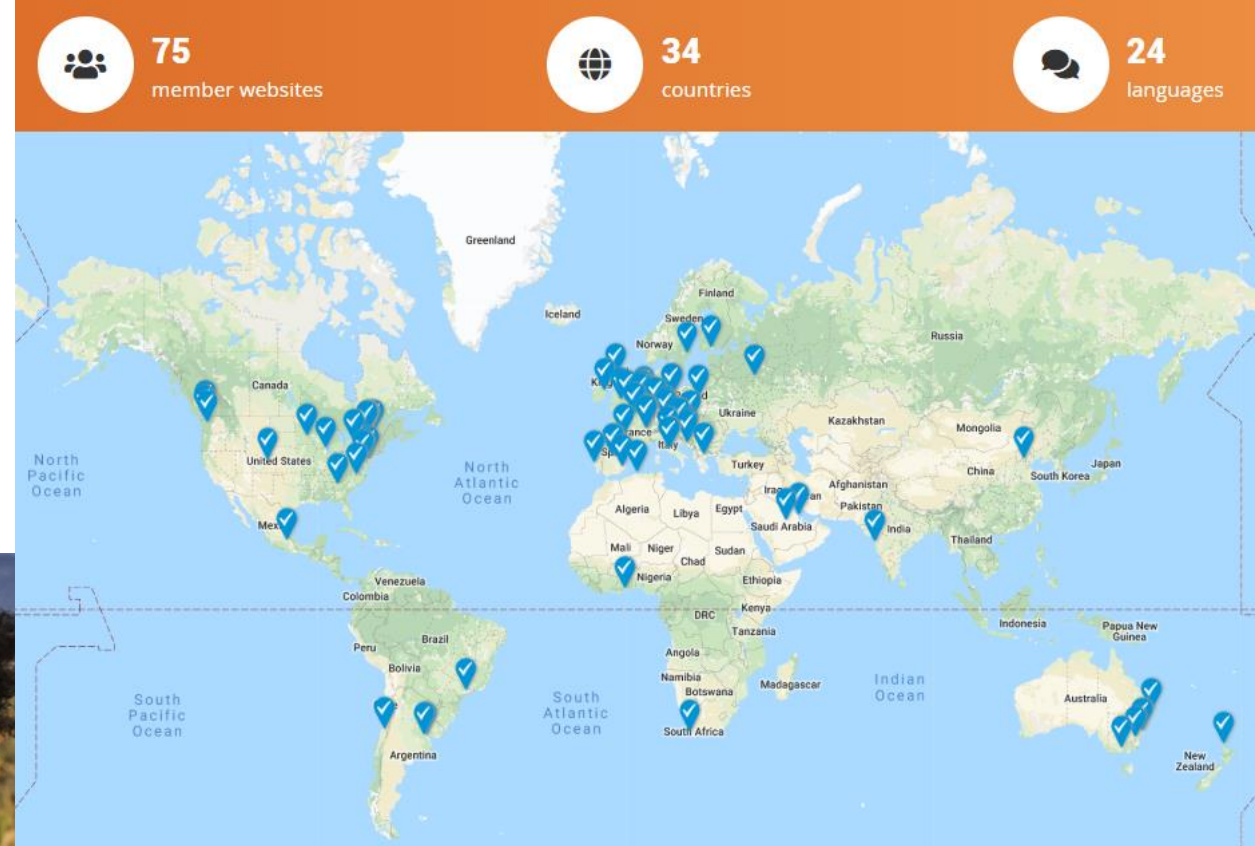 75
member websites
34
countries
24
languages
Greenland
Iceland
Finland
Sweden
Norway
Russia
Canada
Ukraine
Kazakhstan
Mongolia
United States
North
Pacific
Ocean
North
Atlantic
Ocean
Italy
Turkey
China
South Korea
Japan
Afghanistan
Pakistan
Algeria
Libya
Egypt
Saudi Arabia
India
Thailand
Mali
Niger
Chad
Sudan
Nigeria
Ethiopia
Venezuela
Colombia
DRC
Kenya
Tanzania
Indonesia
Papua New
Guinea
Peru
Brazil
Bolivia
Angola
Namibia
Botswana
Madagascar
Indian
Ocean
Australia
South
Pacific
Ocean
South
Atlantic
Ocean
South Africa
Argentina
New
Zealand